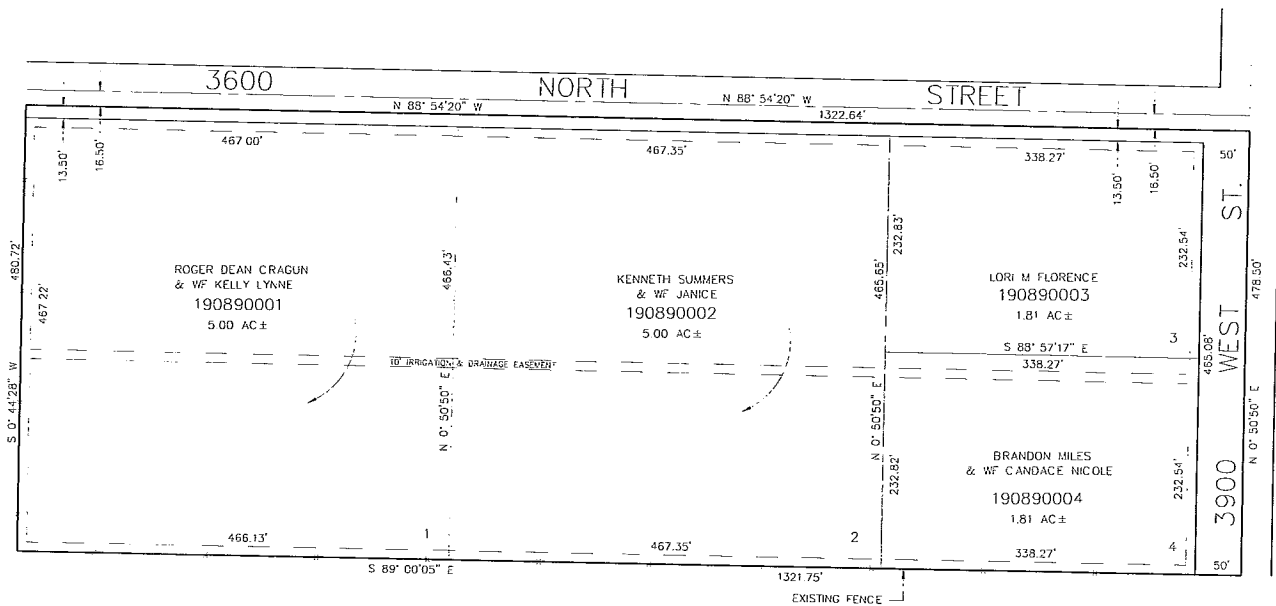 3600 NORTH STREET
N 88° 54'20" W
N 88° 54'20" W
1322.64'
13.50'
16.50'
467.00'
467.35'
338.27'
13.50'
16.50'
50'
480.72'
467.22'
S 0° 44'28" W
ROGER DEAN CRAGUN
& WF KELLY LYNNE
190890001
5.00 AC±
466.43'
N 0° 50'50" E
KENNETH SUMMERS
& WF JANICE
190890002
5.00 AC±
465.65'
N 0° 50'50" E
232.83'
232.82'
LORI M FLORENCE
190890003
1.81 AC±
3
232.54'
S 88° 57'17" E
338.27'
10' IRRIGATION & DRAINAGE EASEMENT
465.08'
3900 WEST ST.
478.50'
N 0° 50'50" E
BRANDON MILES
& WF CANDACE NICOLE
190890004
1.81 AC±
232.54'
466.13'
1
467.35'
2
338.27'
4
50'
S 89° 00'05" E
1321.75'
EXISTING FENCE